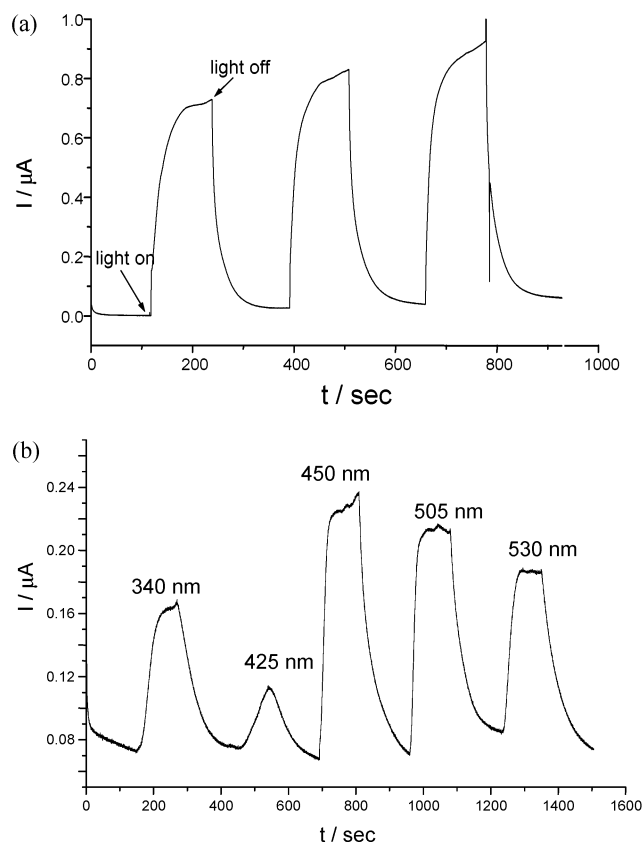 (a)
1.0
0.8
0.6
0.4
0.2
0.0
I / μA
light off
light on
0 200 400 600 800 1000
t / sec
(b)
0.24
0.20
0.16
0.12
0.08
I / μA
340 nm
425 nm
450 nm
505 nm
530 nm
0 200 400 600 800 1000 1200 1400 1600
t / sec